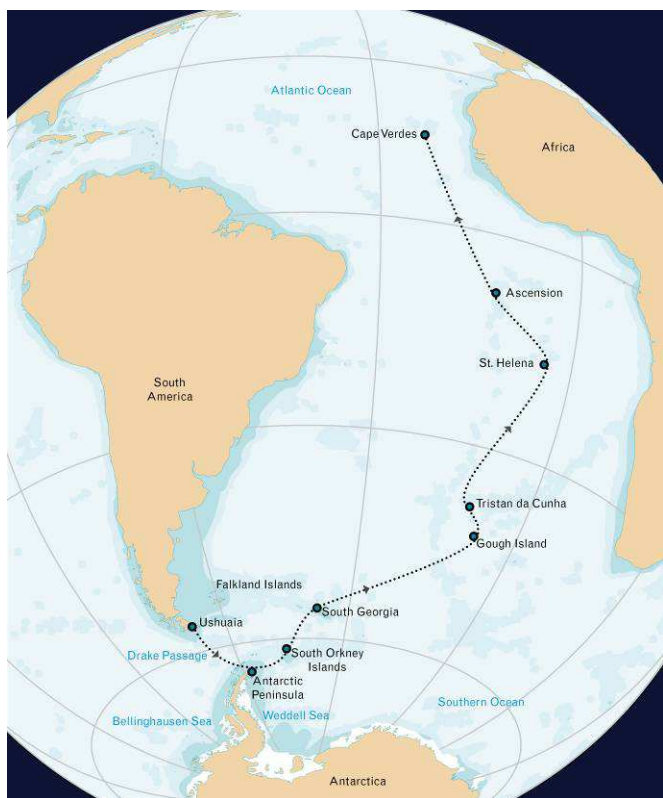 Atlantic Ocean
Cape Verdes
Africa
Ascension
St. Helena
South
America
Tristan da Cunha
Gough Island
Falkland Islands
South Georgia
Ushuaia
Drake Passage
South Orkney
Islands
Antarctic
Peninsula
Southern Ocean
Bellinghausen Sea
Weddell Sea
Antarctica